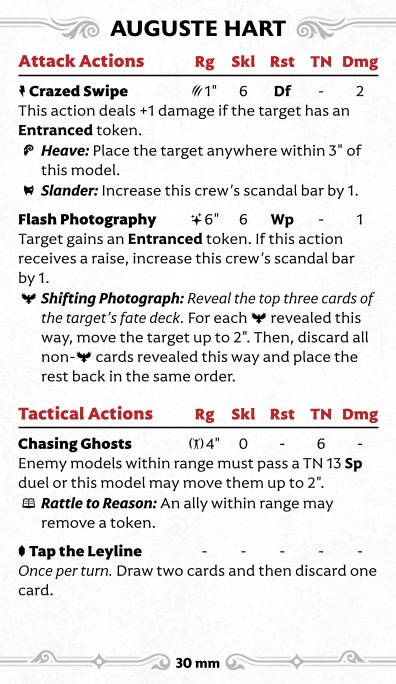 AUGUSTE HART
Attack Actions Rg Skl Rst TN Dmg
Crazed Swipe 1" 6 Df - 2
This action deals +1 damage if the target has an
Entranced token.
Heave: Place the target anywhere within 3" of
this model.
Slander: Increase this crew's scandal bar by 1.
Flash Photography 6" 6 Wp - 1
Target gains an Entranced token. If this action
receives a raise, increase this crew's scandal bar
by 1.
Shifting Photograph: Reveal the top three cards of
the target's fate deck. For each revealed this
way, move the target up to 2". Then, discard all
non- cards revealed this way and place the
rest back in the same order.
Tactical Actions Rg Skl Rst TN Dmg
Chasing Ghosts 4" 0 - 6 -
Enemy models within range must pass a TN 13 Sp
duel or this model may move them up to 2".
Rattle to Reason: An ally within range may
remove a token.
Tap the Leyline - - - - -
Once per turn. Draw two cards and then discard one
card.
30 mm